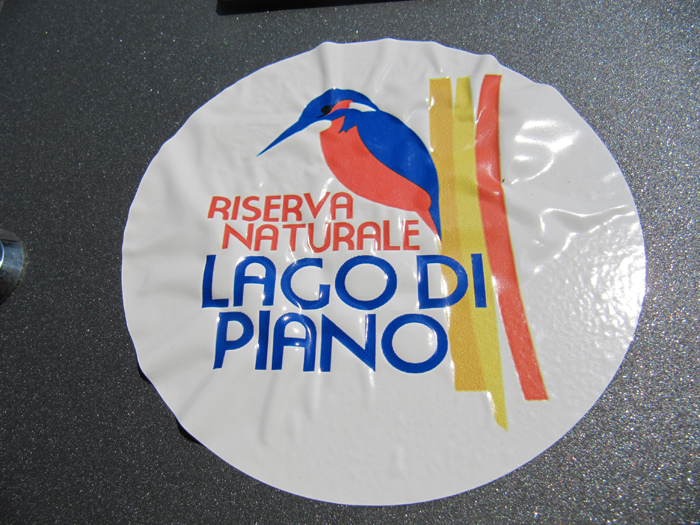 RISERVA
NATURALE
LAGO DI
PIANO